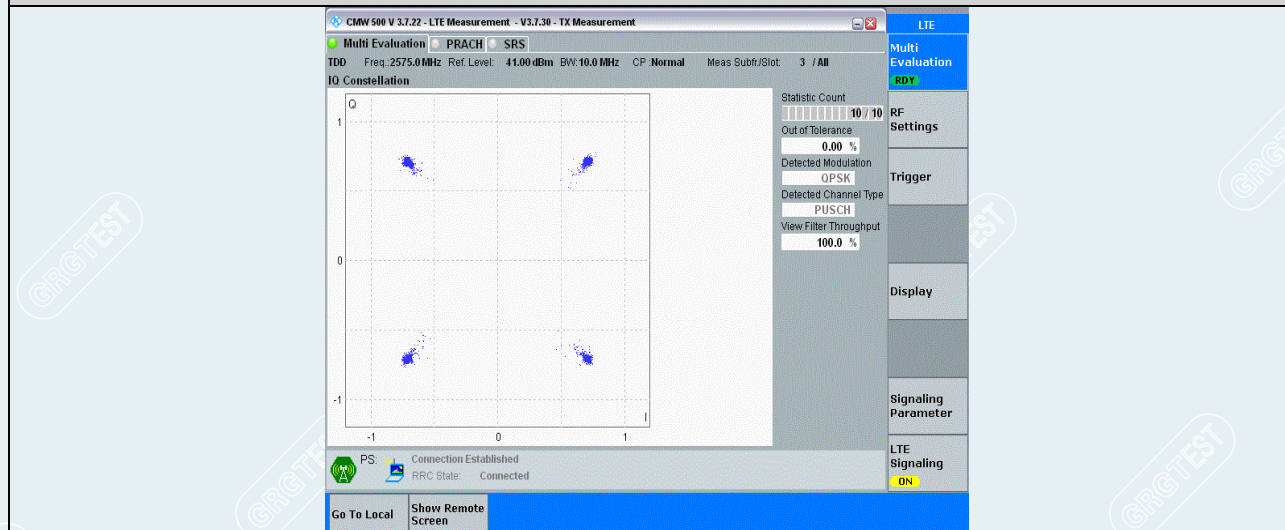 CMW 500 V 3.7.22 - LTE Measurement - V3.7.30 - TX Measurement
LTE
Multi Evaluation PRACH SRS
TDD Freq.:2575.0 MHz Ref. Level: 41.00 dBm BW:10.0 MHz CP :Normal Meas Subfr./Slot: 3 / All
IQ Constellation
Q
1
0
-1
-1
0
1
I
Statistic Count
10 / 10
Out of Tolerance
0.00 %
Detected Modulation
QPSK
Detected Channel Type
PUSCH
View Filter Throughput
100.0 %
Multi
Evaluation
RDY
RF
Settings
Trigger
Display
Signaling
Parameter
LTE
Signaling
ON
PS: Connection Established
RRC State: Connected
Go To Local
Show Remote
Screen
GRGTEST
GRGTEST
GRGTEST
GRGTEST